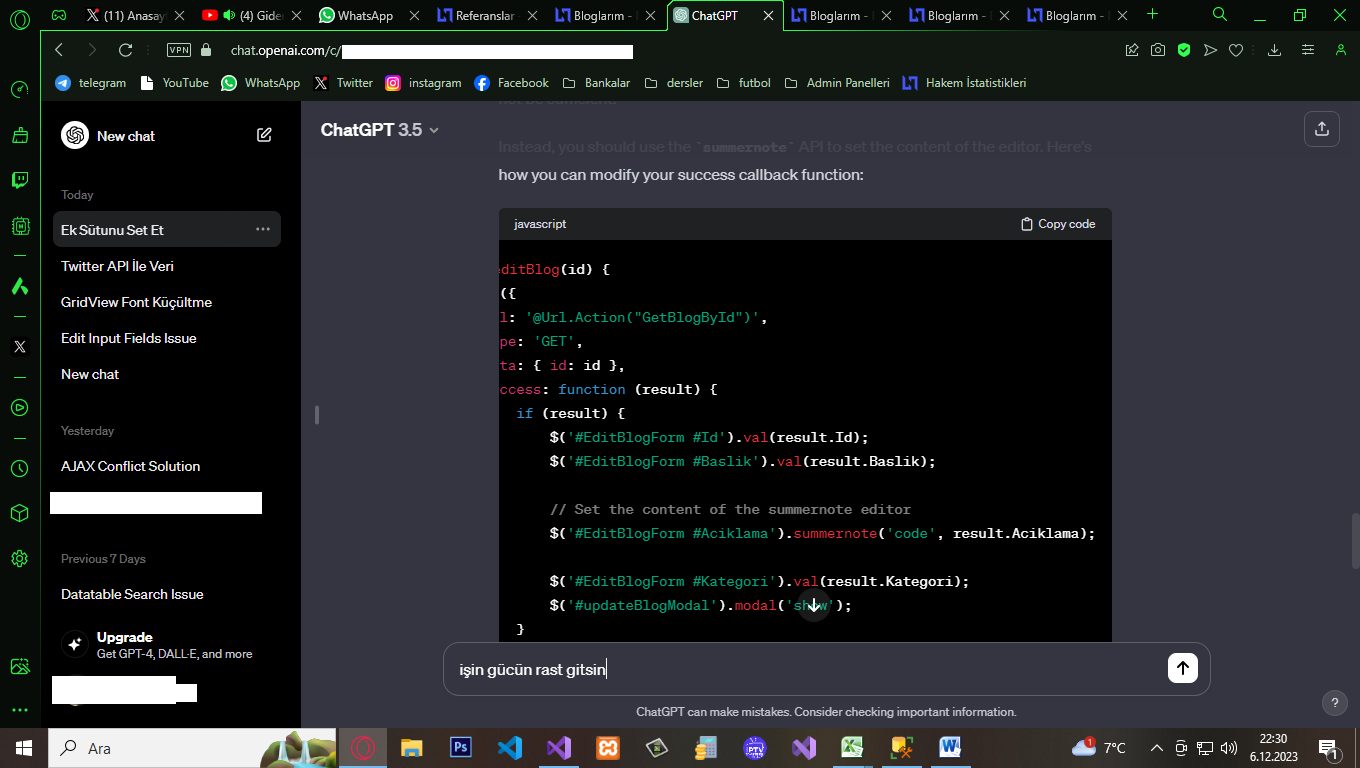 (11) Anasay
(4) Gider
WhatsApp
Referanslar
Bloglarım -
ChatGPT
Bloglarım -
Bloglarım -
Bloglarım -
VPN
chat.openai.com/c/
telegram
YouTube
WhatsApp
Twitter
instagram
Facebook
Bankalar
dersler
futbol
Admin Panelleri
Hakem İstatistikleri
New chat
Today
Ek Sütunu Set Et
Twitter API İle Veri
GridView Font Küçültme
Edit Input Fields Issue
New chat
Yesterday
AJAX Conflict Solution
Previous 7 Days
Datatable Search Issue
Upgrade
Get GPT-4, DALL·E, and more
ChatGPT 3.5
not be sufficient.
Instead, you should use the `summernote` API to set the content of the editor. Here's
how you can modify your success callback function:
javascript
Copy code
editBlog(id) {
({
l: '@Url.Action("GetBlogById")',
pe: 'GET',
ta: { id: id },
ccess: function (result) {
if (result) {
$('#EditBlogForm #Id').val(result.Id);
$('#EditBlogForm #Baslik').val(result.Baslik);
// Set the content of the summernote editor
$('#EditBlogForm #Aciklama').summernote('code', result.Aciklama);
$('#EditBlogForm #Kategori').val(result.Kategori);
$('#updateBlogModal').modal('show');
}
işin gücün rast gitsin
ChatGPT can make mistakes. Consider checking important information.
?
Ara
Ps
PTV
7°C
22:30
6.12.2023
1